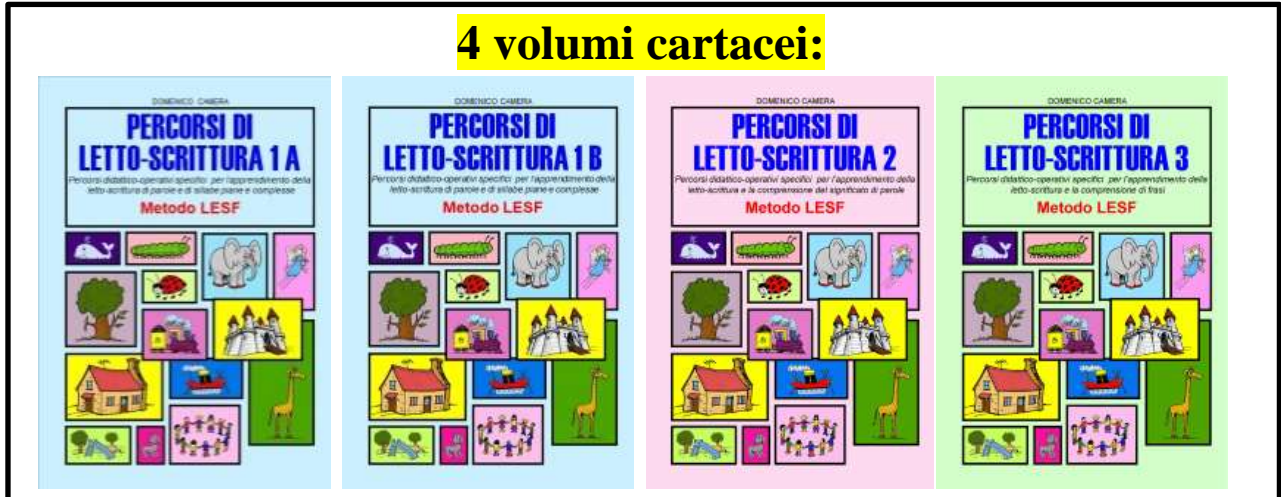 4 volumi cartacei:
DOMENICO CAMERA
PERCORSI DI
LETTO-SCRITTURA 1 A
Percorsi didattico-operativi specifici per l'apprendimento della
letto-scrittura di parole e di sillabe piane e complesse
Metodo LESF
DOMENICO CAMERA
PERCORSI DI
LETTO-SCRITTURA 1 B
Percorsi didattico-operativi specifici per l'apprendimento della
letto-scrittura di parole e di sillabe piane e complesse
Metodo LESF
DOMENICO CAMERA
PERCORSI DI
LETTO-SCRITTURA 2
Percorsi didattico-operativi specifici per l'apprendimento della
letto-scrittura e la comprensione del significato di parole
Metodo LESF
DOMENICO CAMERA
PERCORSI DI
LETTO-SCRITTURA 3
Percorsi didattico-operativi specifici per l'apprendimento della
letto-scrittura e la comprensione di frasi
Metodo LESF